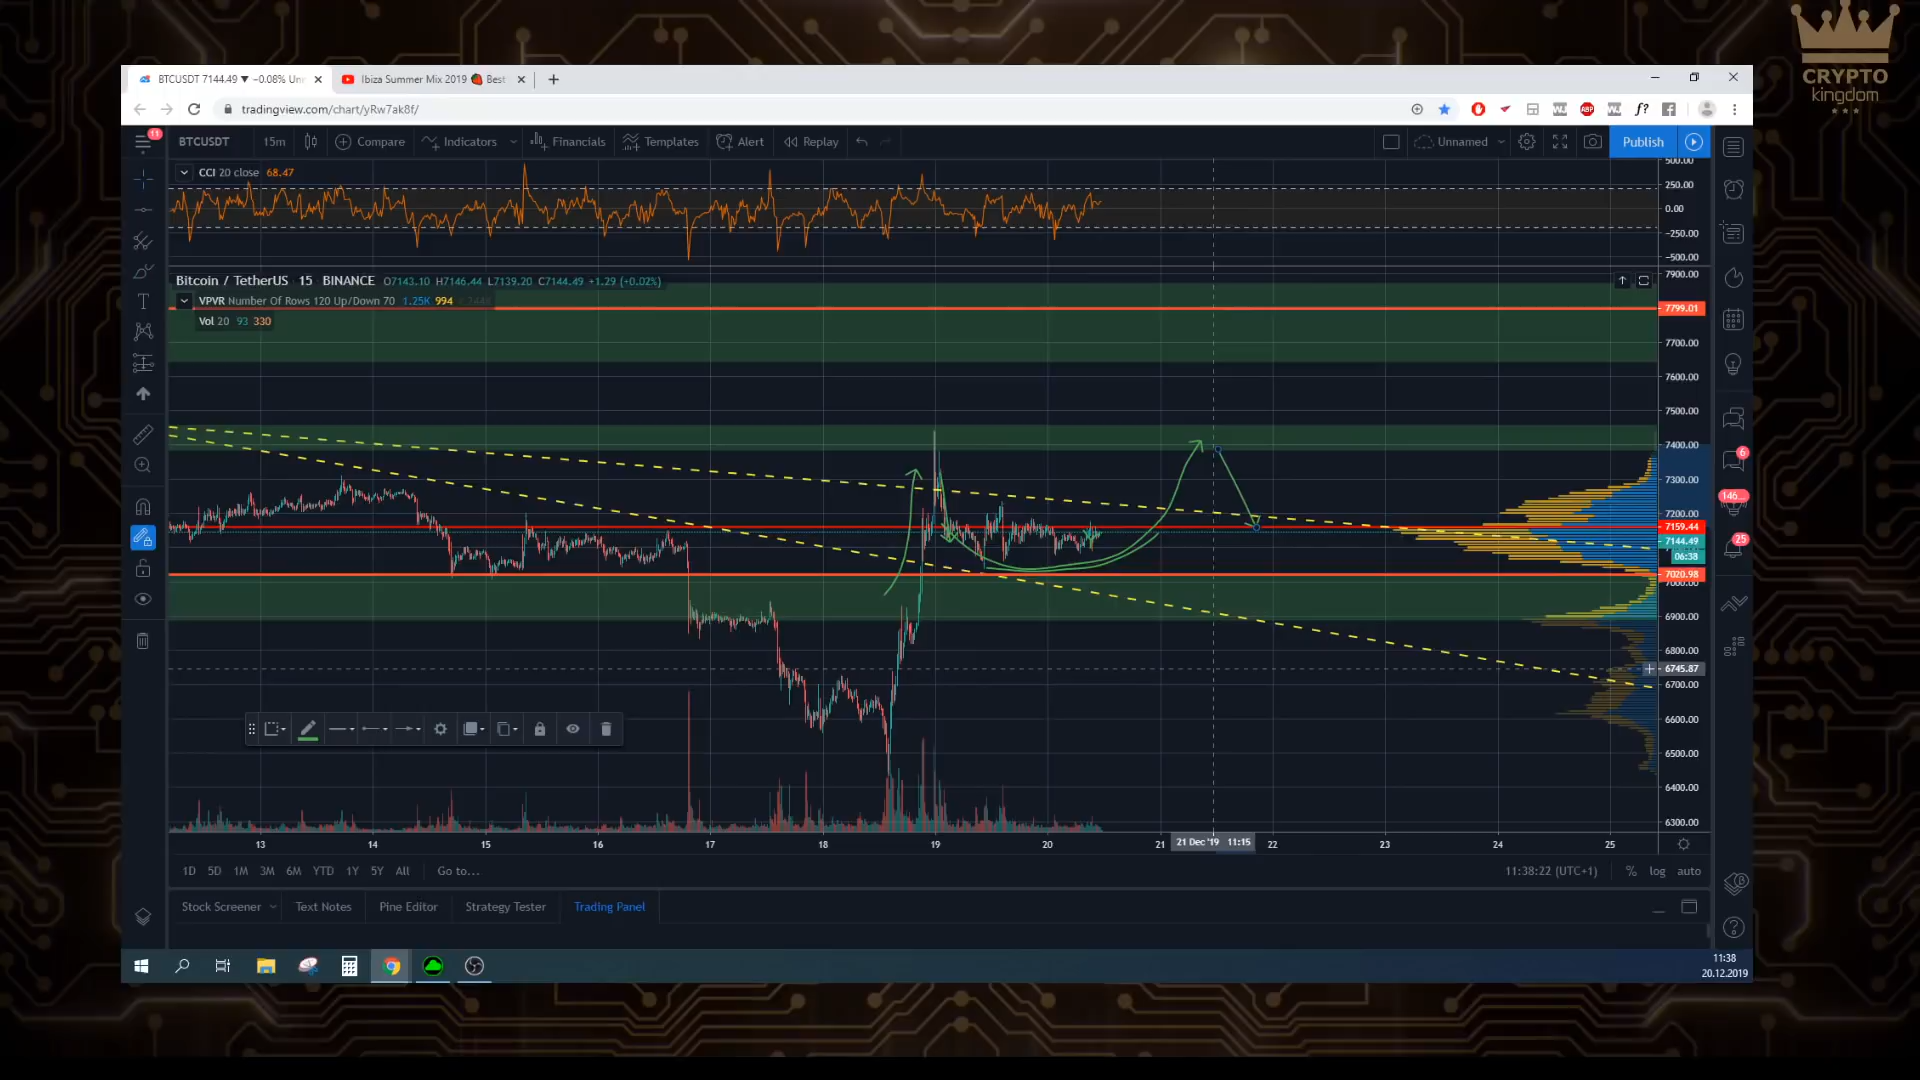 CRYPTO
kingdom
BTCUSDT 7144.49 ▼ −0.08% Un
Ibiza Summer Mix 2019 🍓 Best
tradingview.com/chart/yRw7ak8f/
11
BTCUSDT
15m
Compare
Indicators
Financials
Templates
Alert
Replay
Unnamed
Publish
CCI 20 close 68.47
500.00
250.00
0.00
−250.00
−500.00
Bitcoin / TetherUS 15 BINANCE O7143.10 H7146.44 L7139.20 C7144.49 +1.29 (+0.02%)
VPVR Number Of Rows 120 Up/Down 70 1.25K 994
Vol 20 93 330
7900.00
7799.01
7700.00
7600.00
7500.00
7400.00
7300.00
7200.00
7159.44
7144.49
06:38
7020.98
7000.00
6900.00
6800.00
6745.87
6700.00
6600.00
6500.00
6400.00
6300.00
6
146...
25
13 14 15 16 17 18 19 20 21 21 Dec '19 11:15 22 23 24 25
1D 5D 1M 3M 6M YTD 1Y 5Y All Go to...
11:38:22 (UTC+1) % log auto
Stock Screener Text Notes Pine Editor Strategy Tester Trading Panel
11:38
20.12.2019